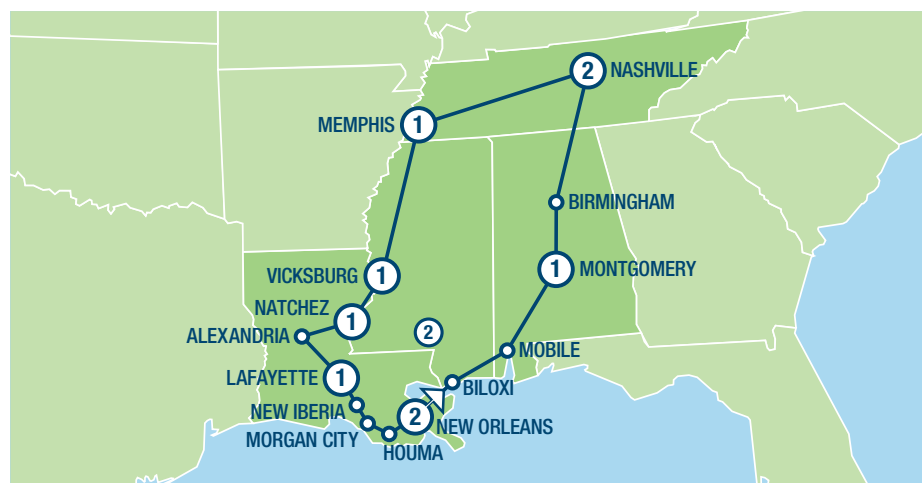 2 NASHVILLE
MEMPHIS 1
BIRMINGHAM
VICKSBURG 1
1 MONTGOMERY
NATCHEZ
1
2
ALEXANDRIA
MOBILE
LAFAYETTE 1
BILOXI
NEW IBERIA
2 NEW ORLEANS
MORGAN CITY
HOUMA